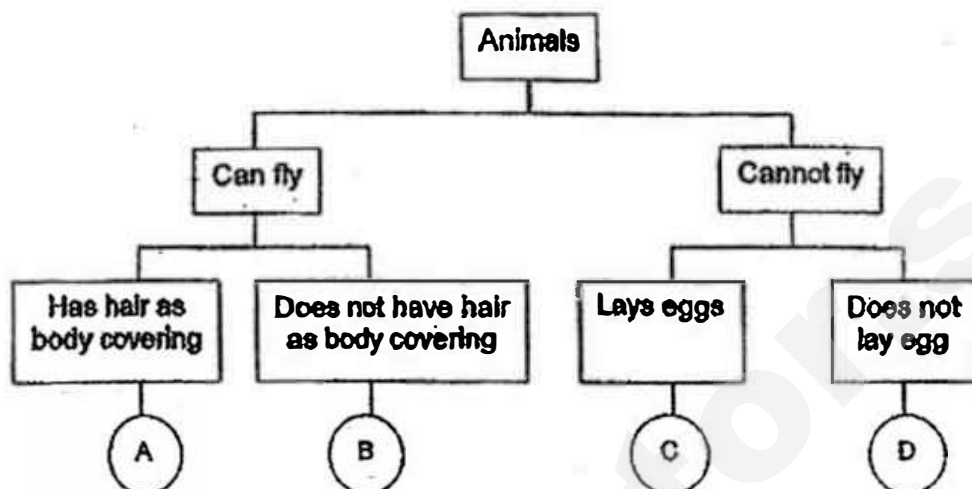 Animals
Can fly
Cannot fly
Has hair as
body covering
Does not have hair
as body covering
Lays eggs
Does not
lay egg
A
B
C
D